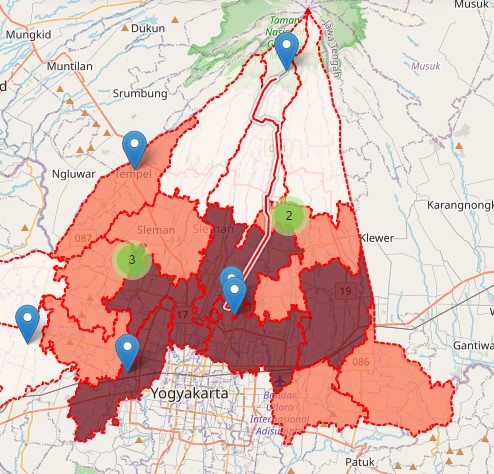 Musuk
Mungkid
Dukun
Taman
Nasional
Jawa Tengah
Muntilan
Musuk
Srumbung
Ngluwar
Tempel
Karangnongko
2
Sleman
Sleman
087
Klewer
3
19
17
Gantiwa
086
Yogyakarta
Bandar
Udara
Internasional
Adisu
Patuk